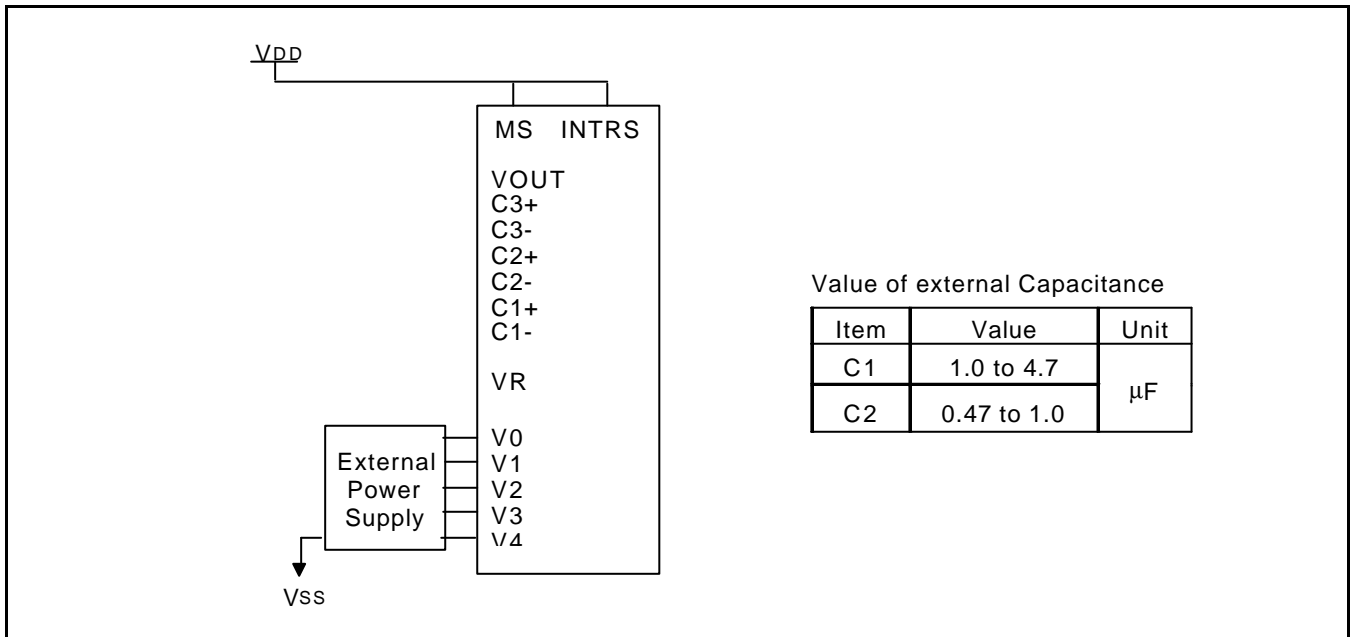 VDD
MS INTRS
VOUT
C3+
C3-
C2+
C2-
C1+
C1-
VR
V0
V1
V2
V3
V4
External
Power
Supply
VSS
Value of external Capacitance
Item Value Unit
C1 1.0 to 4.7 μF
C2 0.47 to 1.0